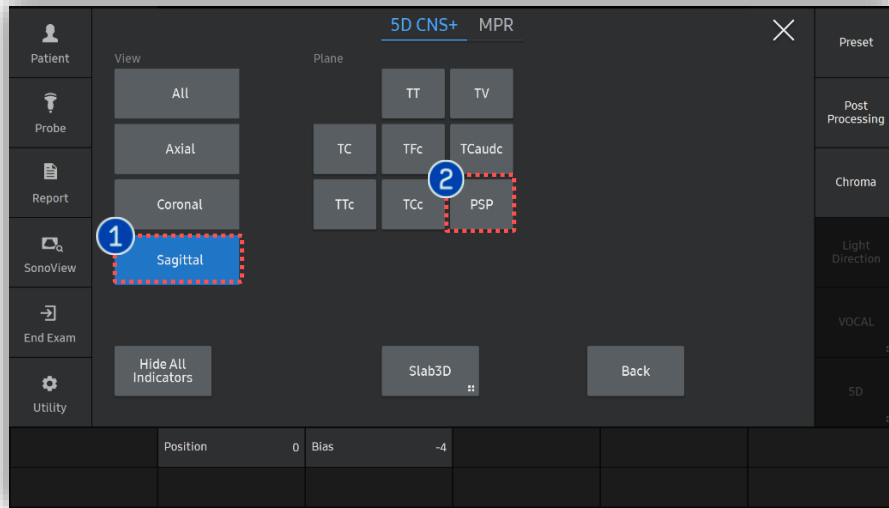 5D CNS+ MPR
Patient
Probe
Report
SonoView
End Exam
Utility
View
All
Axial
Coronal
1
Sagittal
Hide All
Indicators
Plane
TT TV
TC TFc TCaudc
2
TTc TCc PSP
Slab3D
Back
Position 0 Bias -4
Preset
Post
Processing
Chroma
Light
Direction
VOCAL
5D